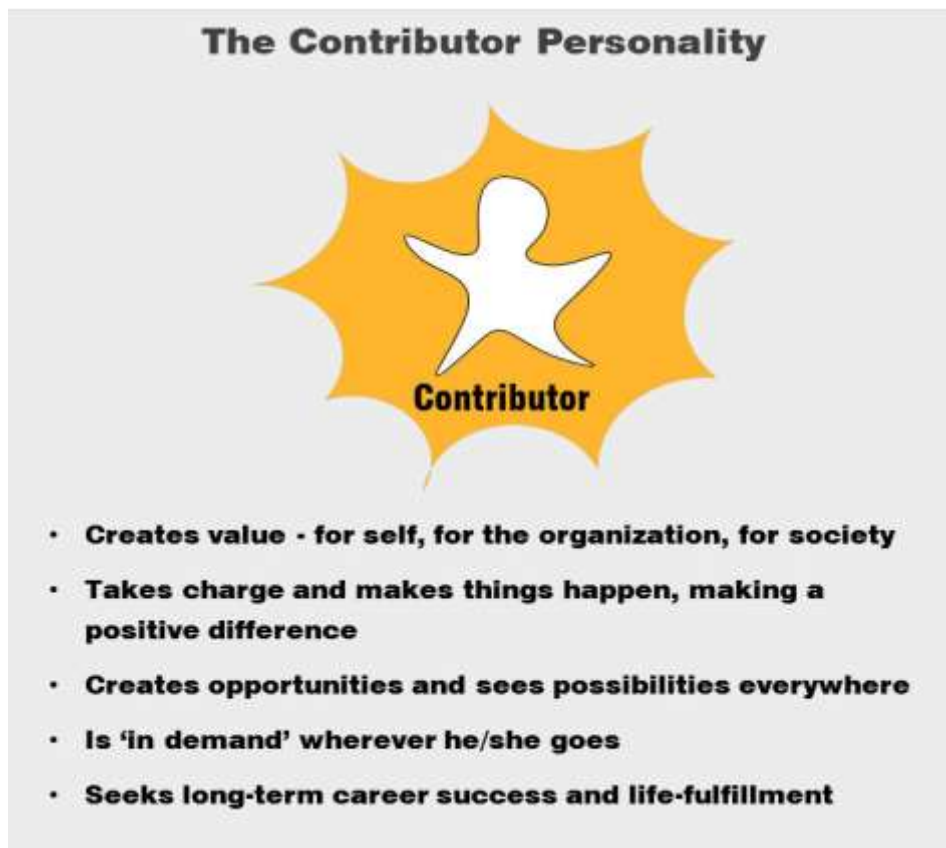 The Contributor Personality
Contributor
• Creates value - for self, for the organization, for society
• Takes charge and makes things happen, making a
positive difference
• Creates opportunities and sees possibilities everywhere
• Is ‘in demand’ wherever he/she goes
• Seeks long-term career success and life-fulfillment